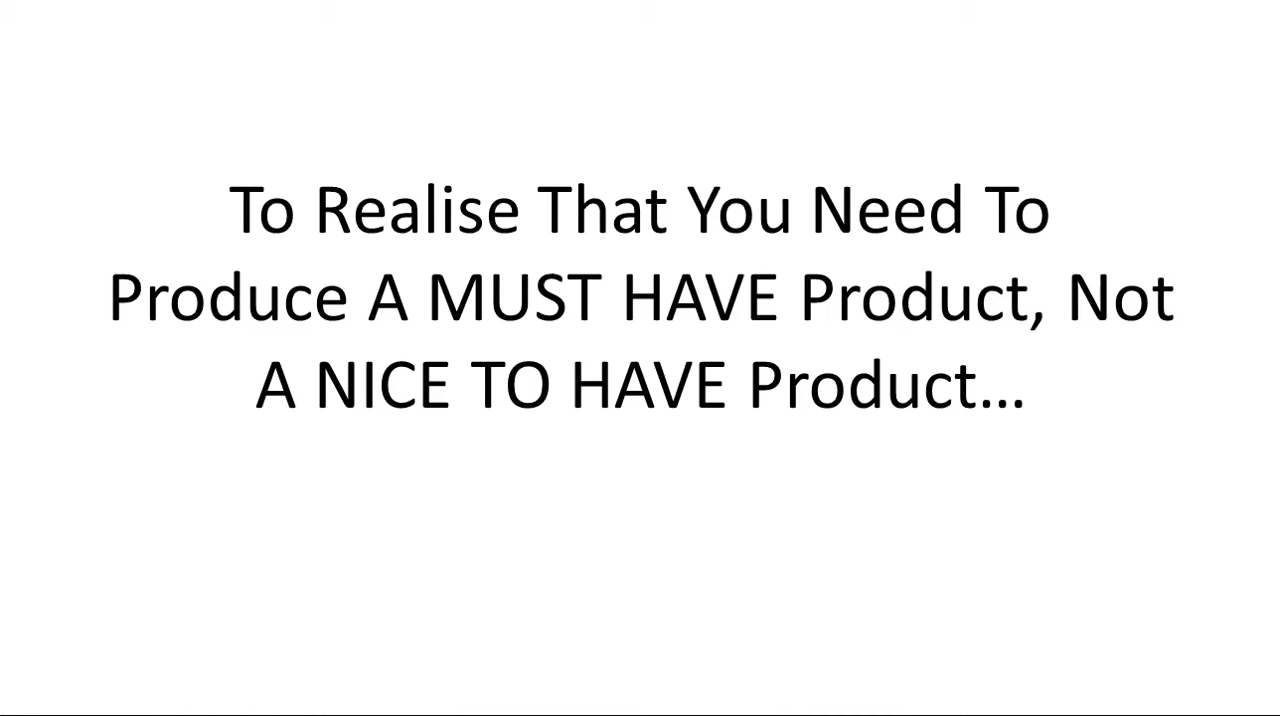 To Realise That You Need To
Produce A MUST HAVE Product, Not
A NICE TO HAVE Product...